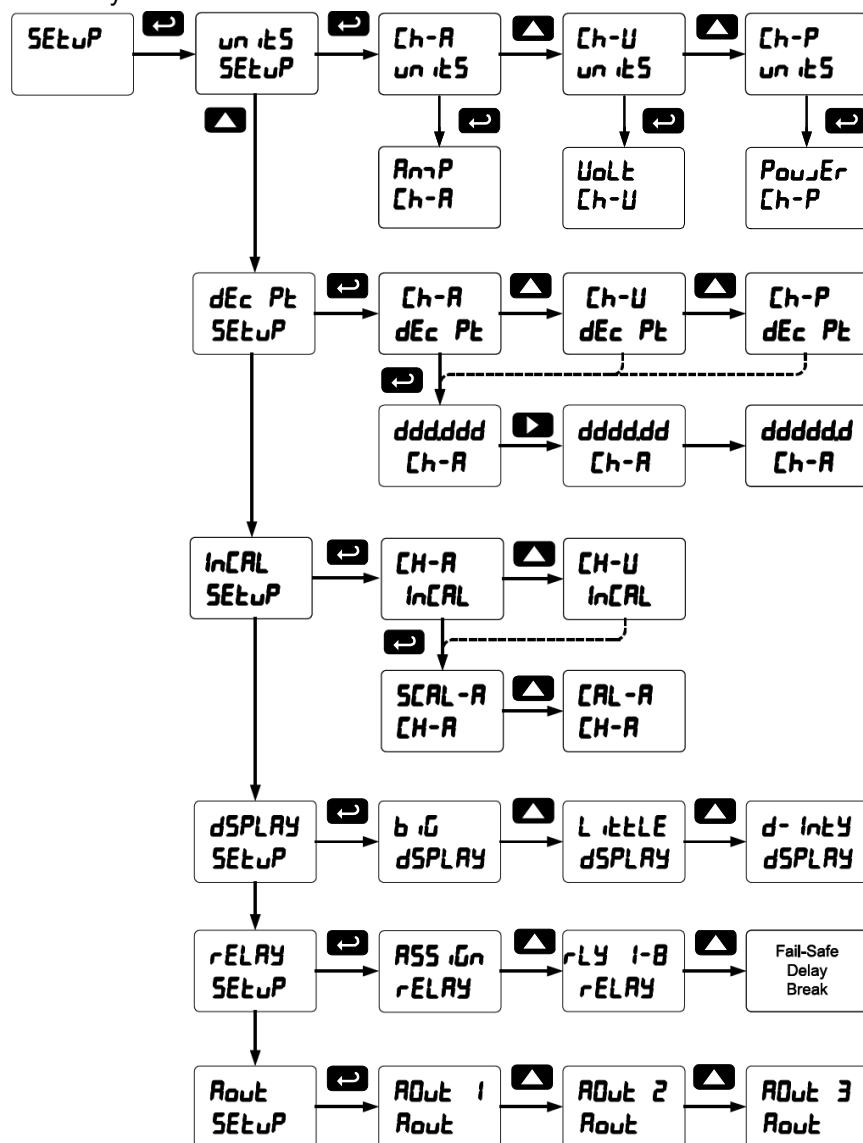 SEtuP
unitS
SEtuP
Ch-A
unitS
Ch-U
unitS
Ch-P
unitS
AmP
Ch-A
UoLt
Ch-U
PowEr
Ch-P
dEc Pt
SEtuP
Ch-A
dEc Pt
Ch-U
dEc Pt
Ch-P
dEc Pt
ddd.ddd
Ch-A
dddd.dd
Ch-A
ddddd.d
Ch-A
InCAL
SEtuP
CH-A
InCAL
CH-U
InCAL
SCAL-A
CH-A
CAL-A
CH-A
dSPLAY
SEtuP
biG
dSPLAY
LittLE
dSPLAY
d-IntY
dSPLAY
rELAY
SEtuP
ASSiGn
rELAY
rLY 1-8
rELAY
Fail-Safe
Delay
Break
Aout
SEtuP
AOut 1
Aout
AOut 2
Aout
AOut 3
Aout